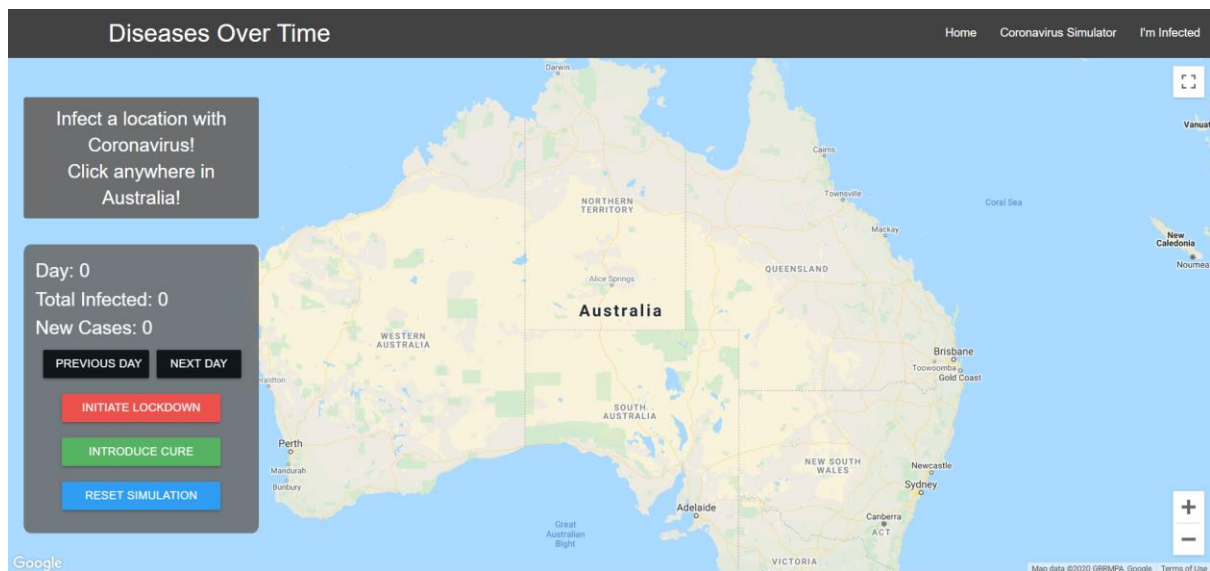 Diseases Over Time
Home Coronavirus Simulator I'm Infected
Infect a location with
Coronavirus!
Click anywhere in
Australia!
Day: 0
Total Infected: 0
New Cases: 0
PREVIOUS DAY NEXT DAY
INITIATE LOCKDOWN
INTRODUCE CURE
RESET SIMULATION
Darwin
Vanuat
Cairns
Townsville
NORTHERN
TERRITORY
Coral Sea
Mackay
New
Caledonia
Noumea
QUEENSLAND
Alice Springs
Australia
WESTERN
AUSTRALIA
Brisbane
Toowoomba
Gold Coast
raldton
SOUTH
AUSTRALIA
Perth
Mandurah
Bunbury
NEW SOUTH
WALES
Newcastle
Sydney
Adelaide
Canberra
ACT
Great
Australian
Bight
VICTORIA
Google
Map data ©2020 GBRMPA, Google Terms of Use